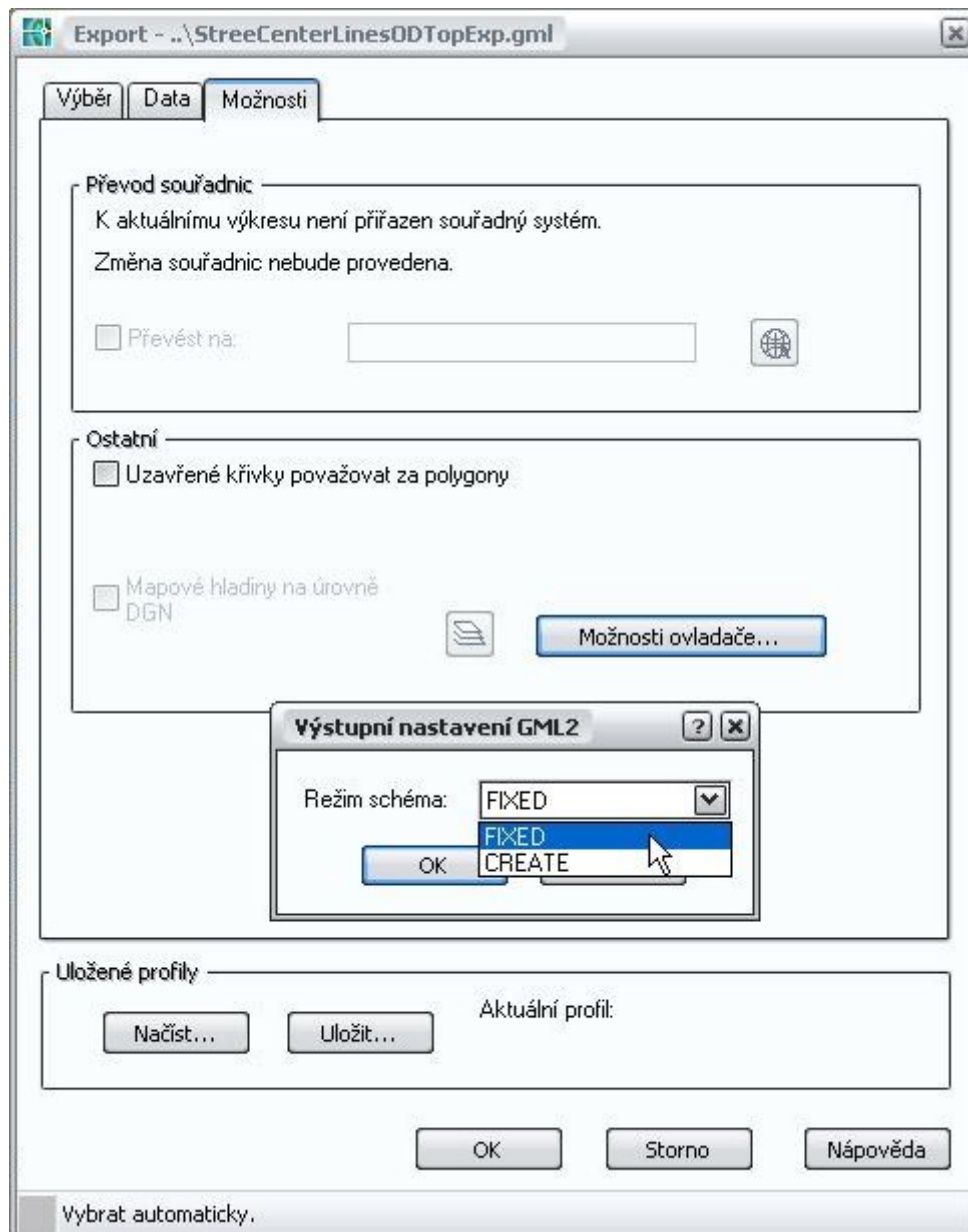 Export - ..\StreeCenterLinesODTopExp.gml
Výběr
Data
Možnosti
Převod souřadnic
K aktuálnímu výkresu není přiřazen souřadný systém.
Změna souřadnic nebude provedena.
Převést na:
Ostatní
Uzavřené křivky považovat za polygony
Mapové hladiny na úrovně
DGN
Možnosti ovladače...
Výstupní nastavení GML2
Režim schéma:
FIXED
FIXED
CREATE
OK
Uložené profily
Načíst...
Uložit...
Aktuální profil:
OK
Storno
Nápověda
Vybrat automaticky.